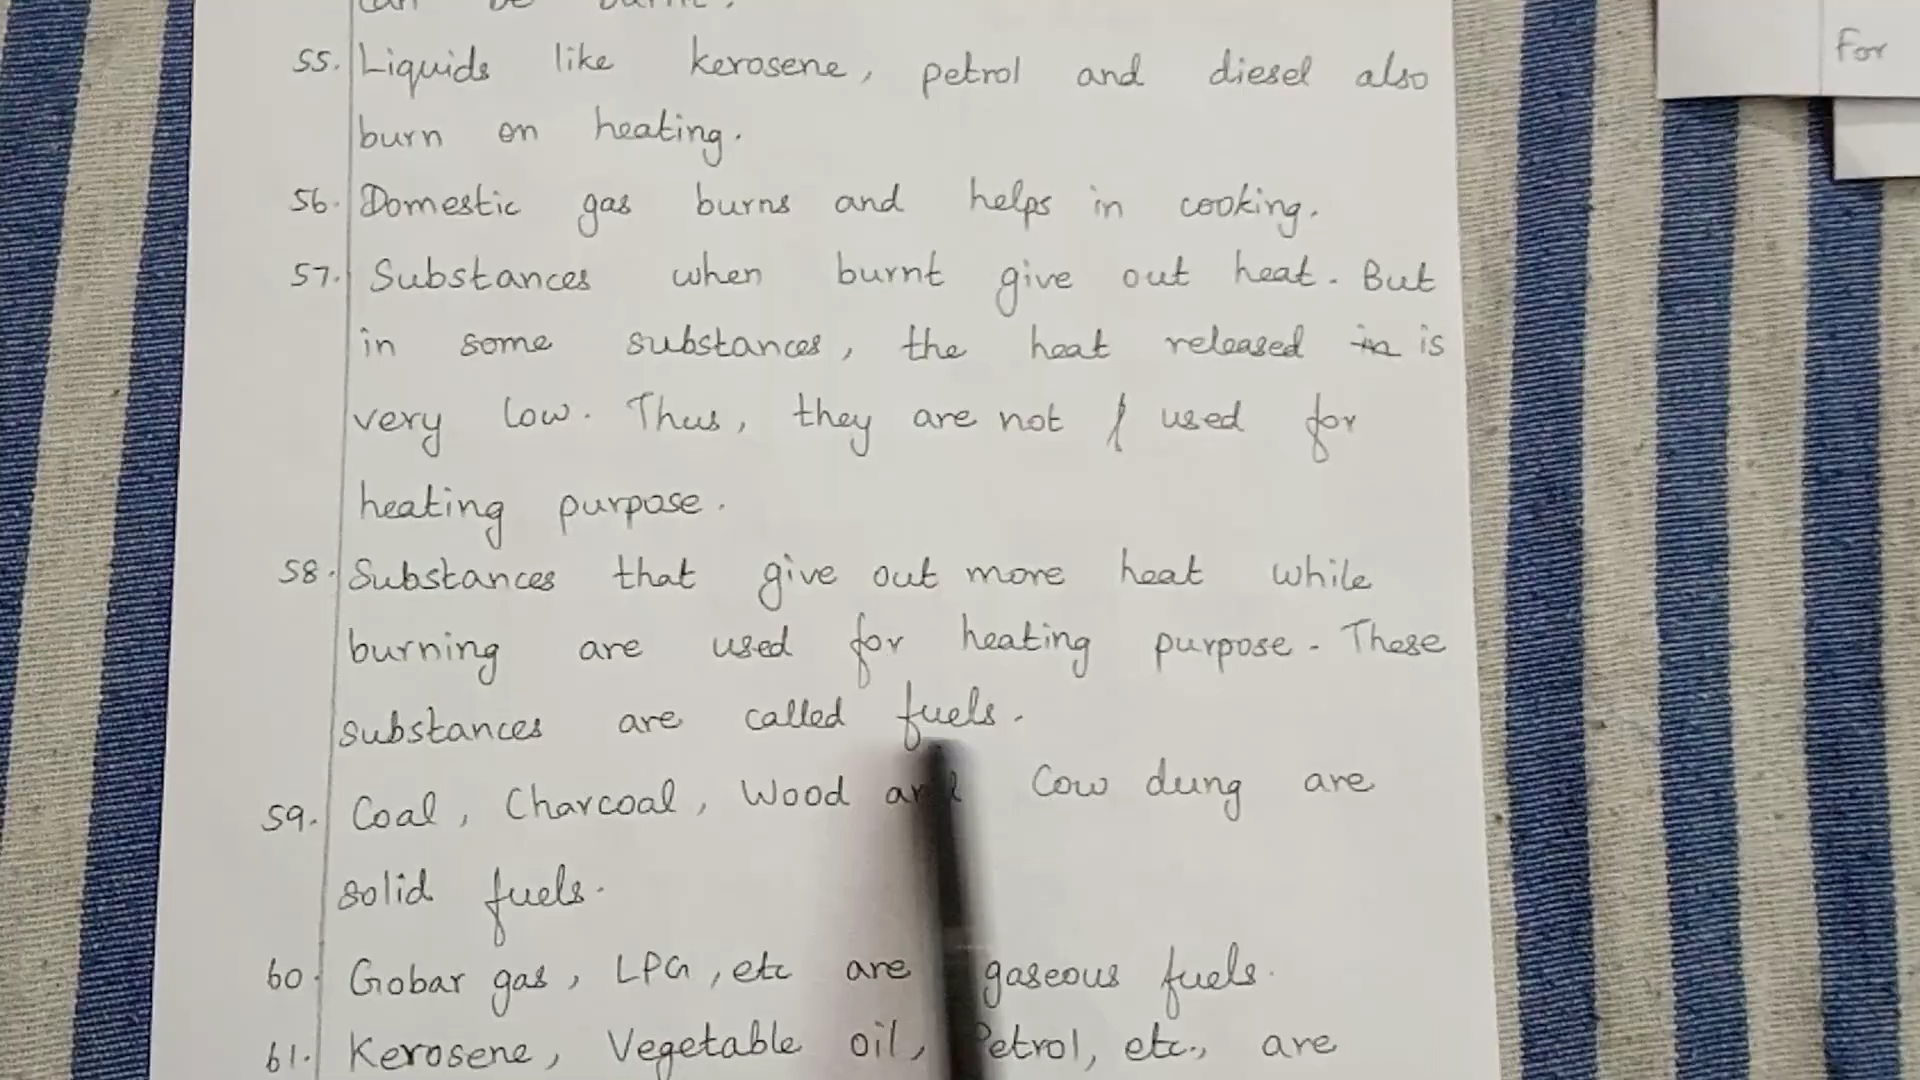 can be burnt.
55. Liquids like kerosene, petrol and diesel also
burn on heating.
56. Domestic gas burns and helps in cooking.
57. Substances when burnt give out heat. But
in some substances, the heat released in is
very low. Thus, they are not used for
heating purpose.
58. Substances that give out more heat while
burning are used for heating purpose. These
substances are called fuels.
59. Coal, Charcoal, Wood and Cow dung are
solid fuels.
60. Gobar gas, LPG, etc are gaseous fuels.
61. Kerosene, Vegetable oil, Petrol, etc., are
For